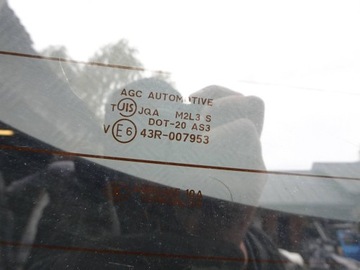 AGC AUTOMOTIVE
T JIS JQA M2L3 S
DOT-20 AS3
V E6 43R-007953